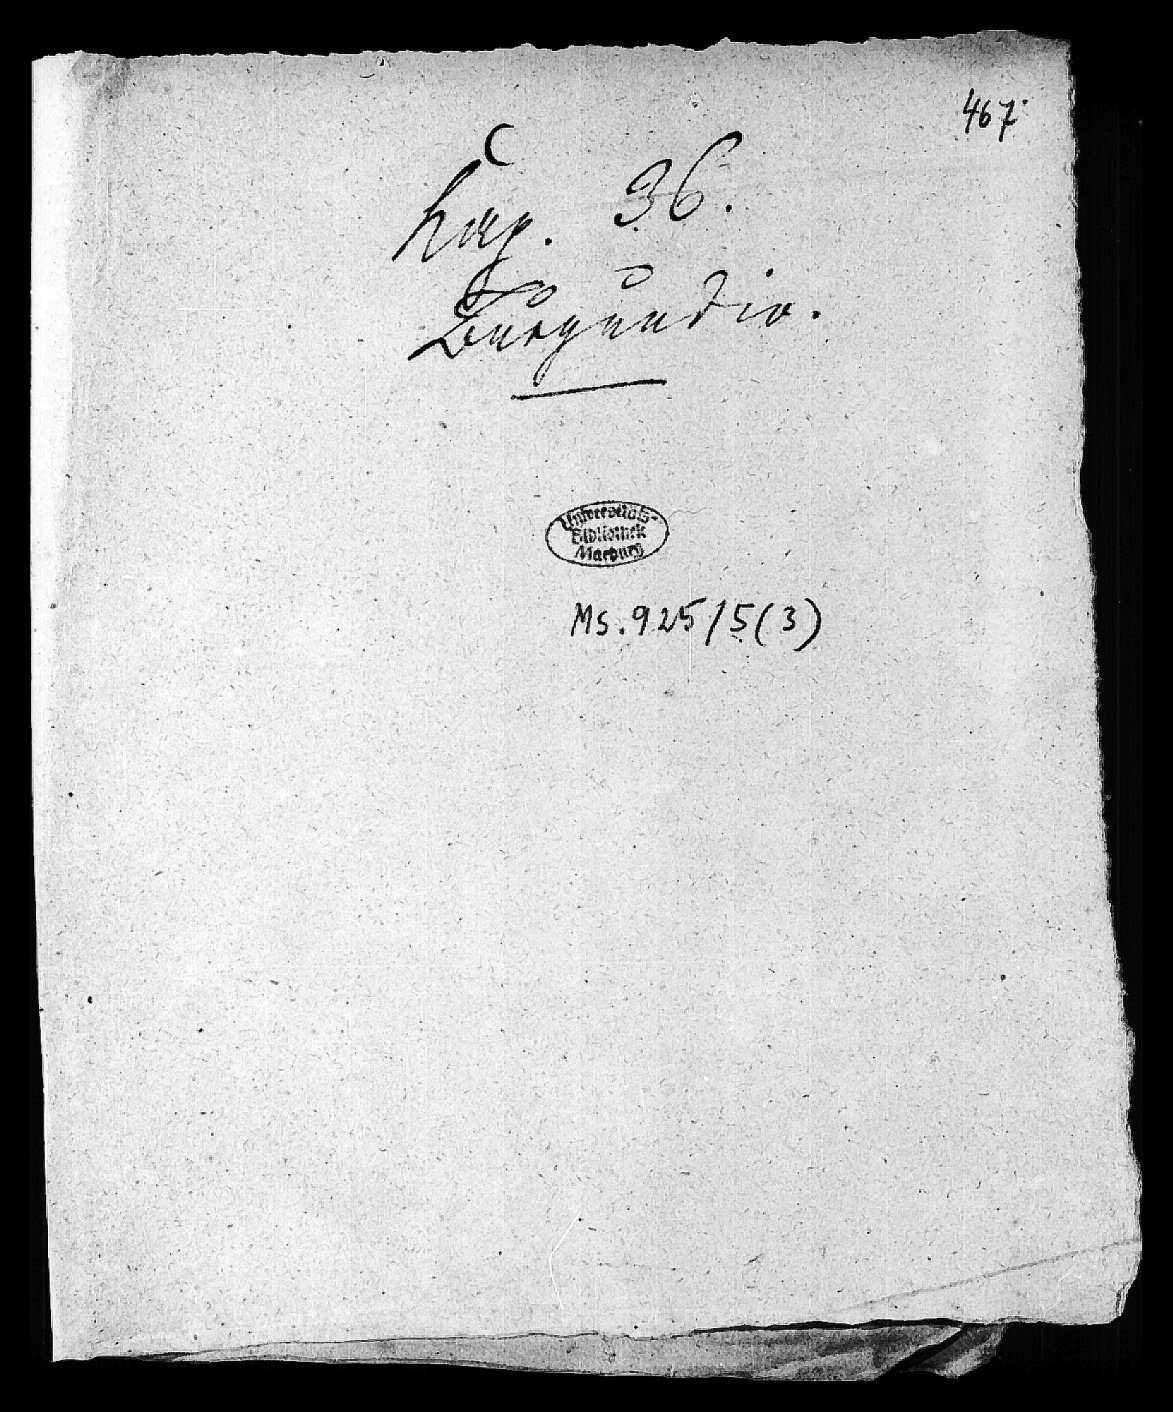 467.
Kap. 36.
Burgundio.
Universitäts-
Bibliothek
Marburg
Ms. 925/5(3)